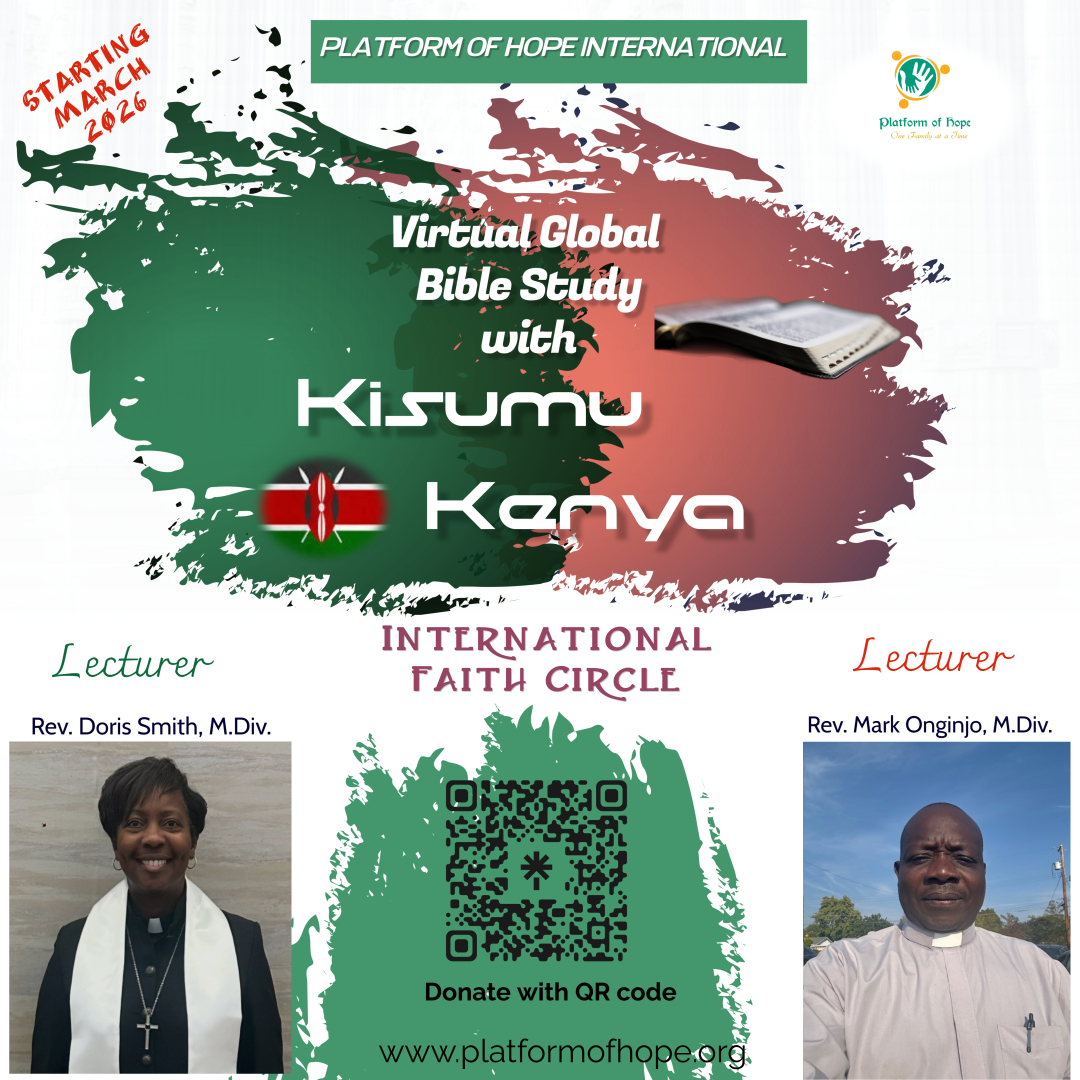 STARTING
MARCH
2026
PLATFORM OF HOPE INTERNATIONAL
Platform of Hope
One Family at a Time
Virtual Global
Bible Study
with
Kisumu
Kenya
INTERNATIONAL
FAITH CIRCLE
Lecturer
Rev. Doris Smith, M.Div.
Lecturer
Rev. Mark Onginjo, M.Div.
Donate with QR code
www.platformofhope.org